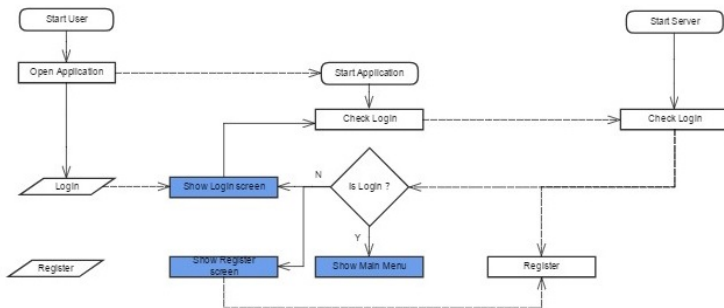 Start User
Start Server
Open Application
Start Application
Check Login
Check Login
Login
Show Login screen
N
Is Login ?
Y
Register
Show Register
screen
Show Main Menu
Register